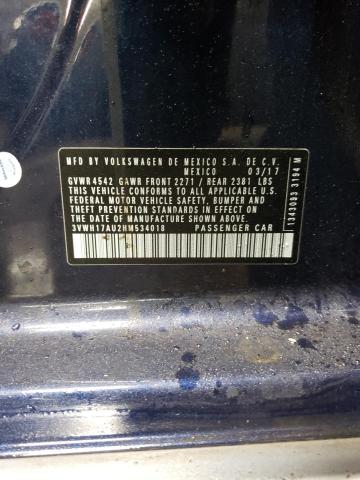 MFD BY VOLKSWAGEN DE MEXICO S.A. DE C.V.
MEXICO 03/17
GVWR 4542 GAWR FRONT 2271 / REAR 2381 LBS
THIS VEHICLE CONFORMS TO ALL APPLICABLE U.S.
FEDERAL MOTOR VEHICLE SAFETY, BUMPER AND
THEFT PREVENTION STANDARDS IN EFFECT ON THE
DATE OF MANUFACTURE SHOWN ABOVE.
3VWH17AU2HM534018 PASSENGER CAR
1343093 3194 M